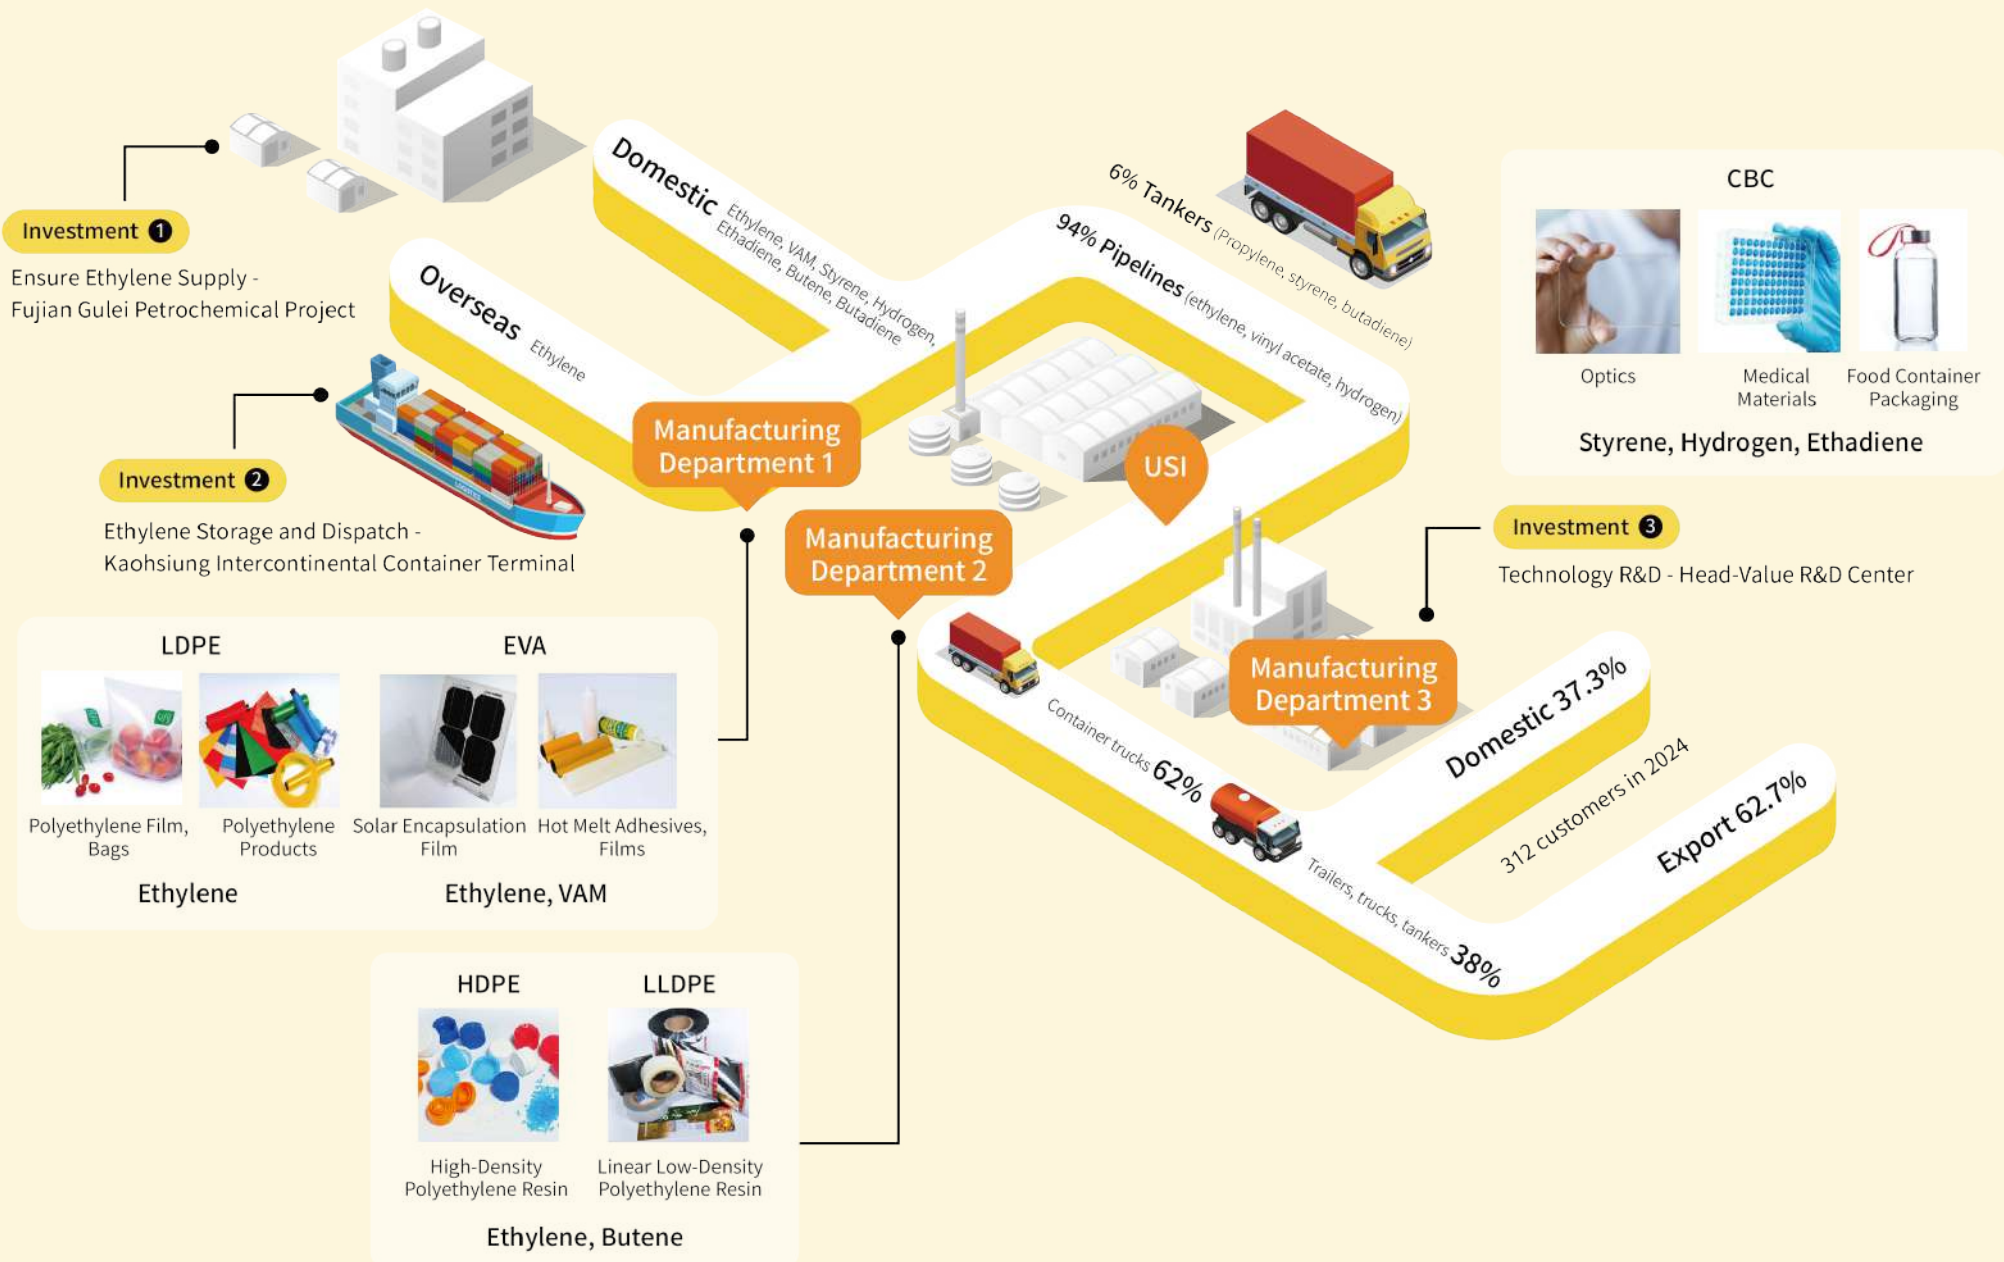 Investment 1
Ensure Ethylene Supply -
Fujian Gulei Petrochemical Project
Domestic
Ethylene, VAM, Styrene, Hydrogen,
Ethadiene, Butene, Butadiene
Overseas
Ethylene
Investment 2
Ethylene Storage and Dispatch -
Kaohsiung Intercontinental Container Terminal
6% Tankers (Propylene, styrene, butadiene)
94% Pipelines (ethylene, vinyl acetate, hydrogen)
CBC
Optics
Medical
Materials
Food Container
Packaging
Styrene, Hydrogen, Ethadiene
Manufacturing
Department 1
USI
Manufacturing
Department 2
Investment 3
Technology R&D - Head-Value R&D Center
Manufacturing
Department 3
LDPE
Polyethylene Film,
Bags
Polyethylene
Products
Ethylene
EVA
Solar Encapsulation
Film
Hot Melt Adhesives,
Films
Ethylene, VAM
Container trucks 62%
Trailers, trucks, tankers 38%
Domestic 37.3%
312 customers in 2024
Export 62.7%
HDPE
High-Density
Polyethylene Resin
LLDPE
Linear Low-Density
Polyethylene Resin
Ethylene, Butene